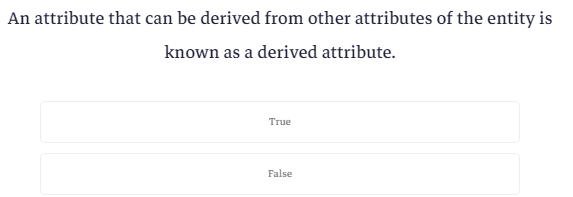 An attribute that can be derived from other attributes of the entity is
known as a derived attribute.
True
False